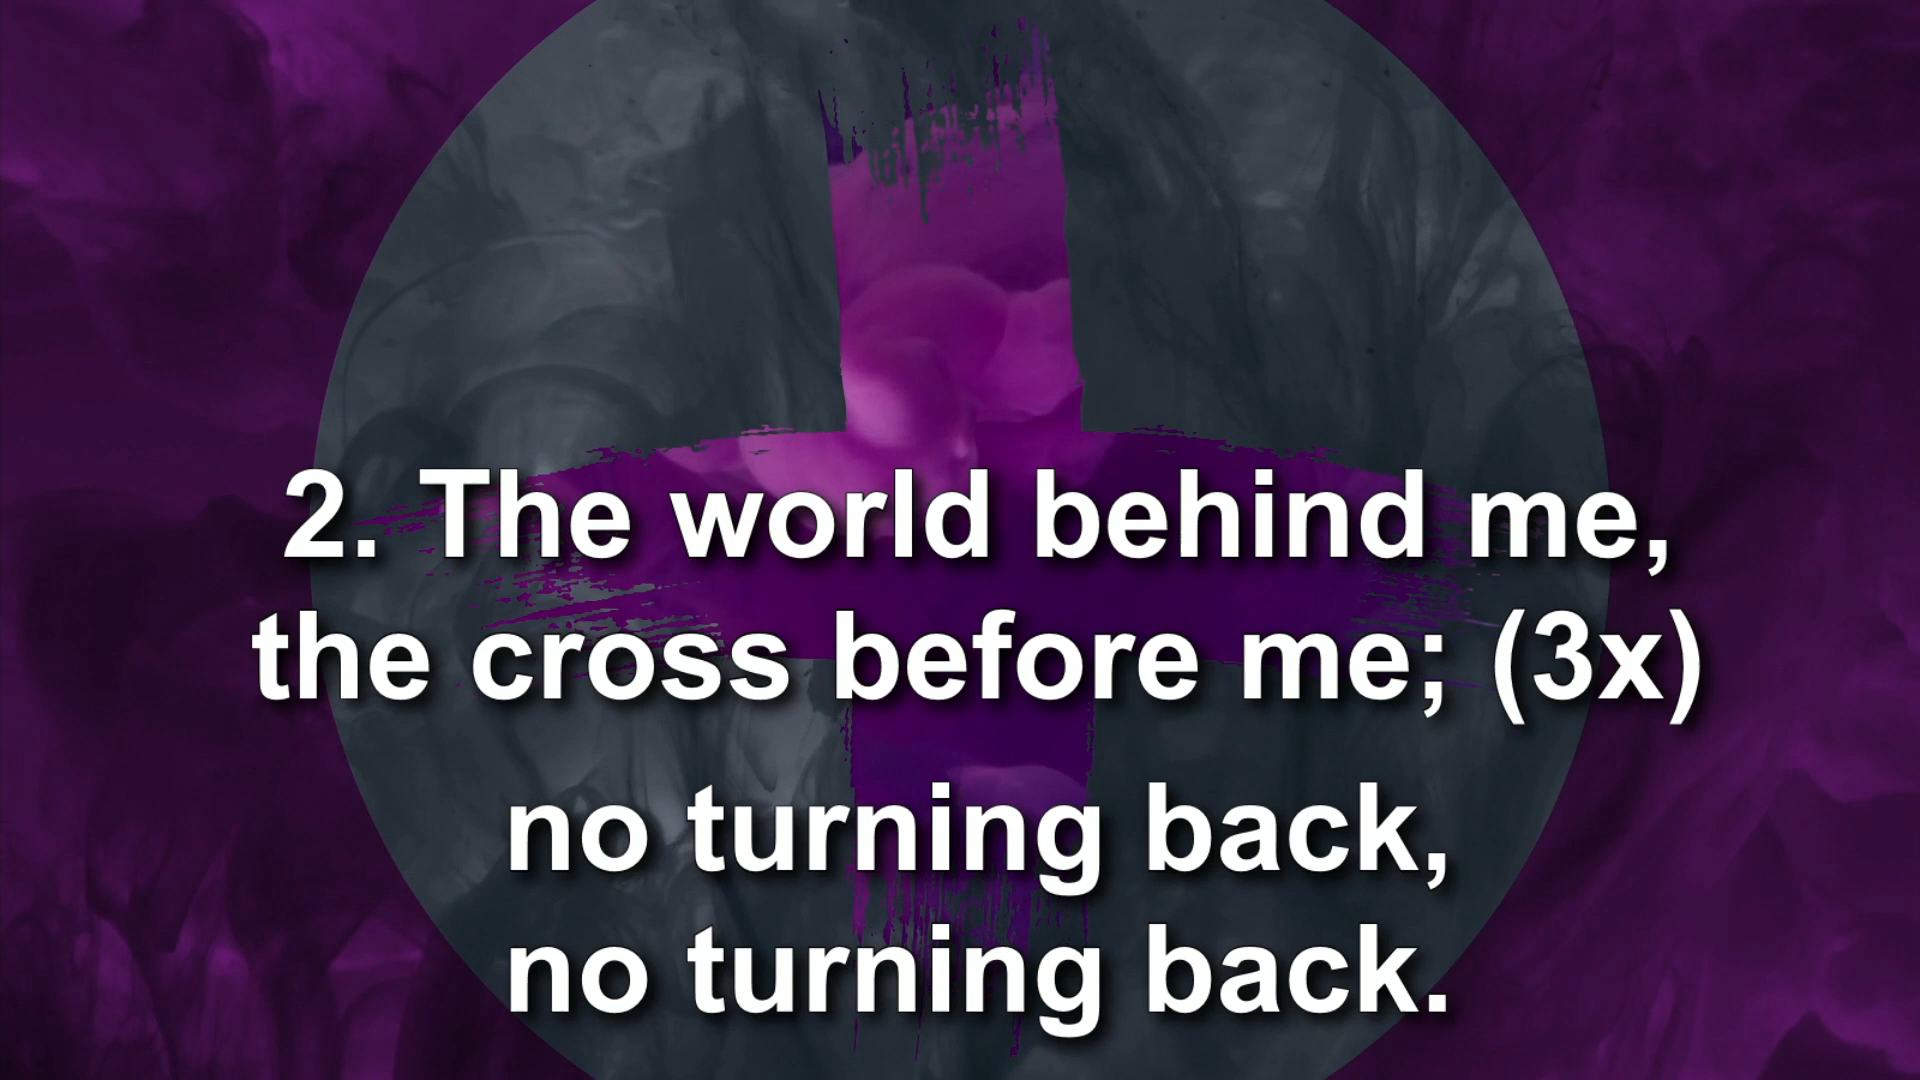 2. The world behind me,
the cross before me; (3x)
no turning back,
no turning back.